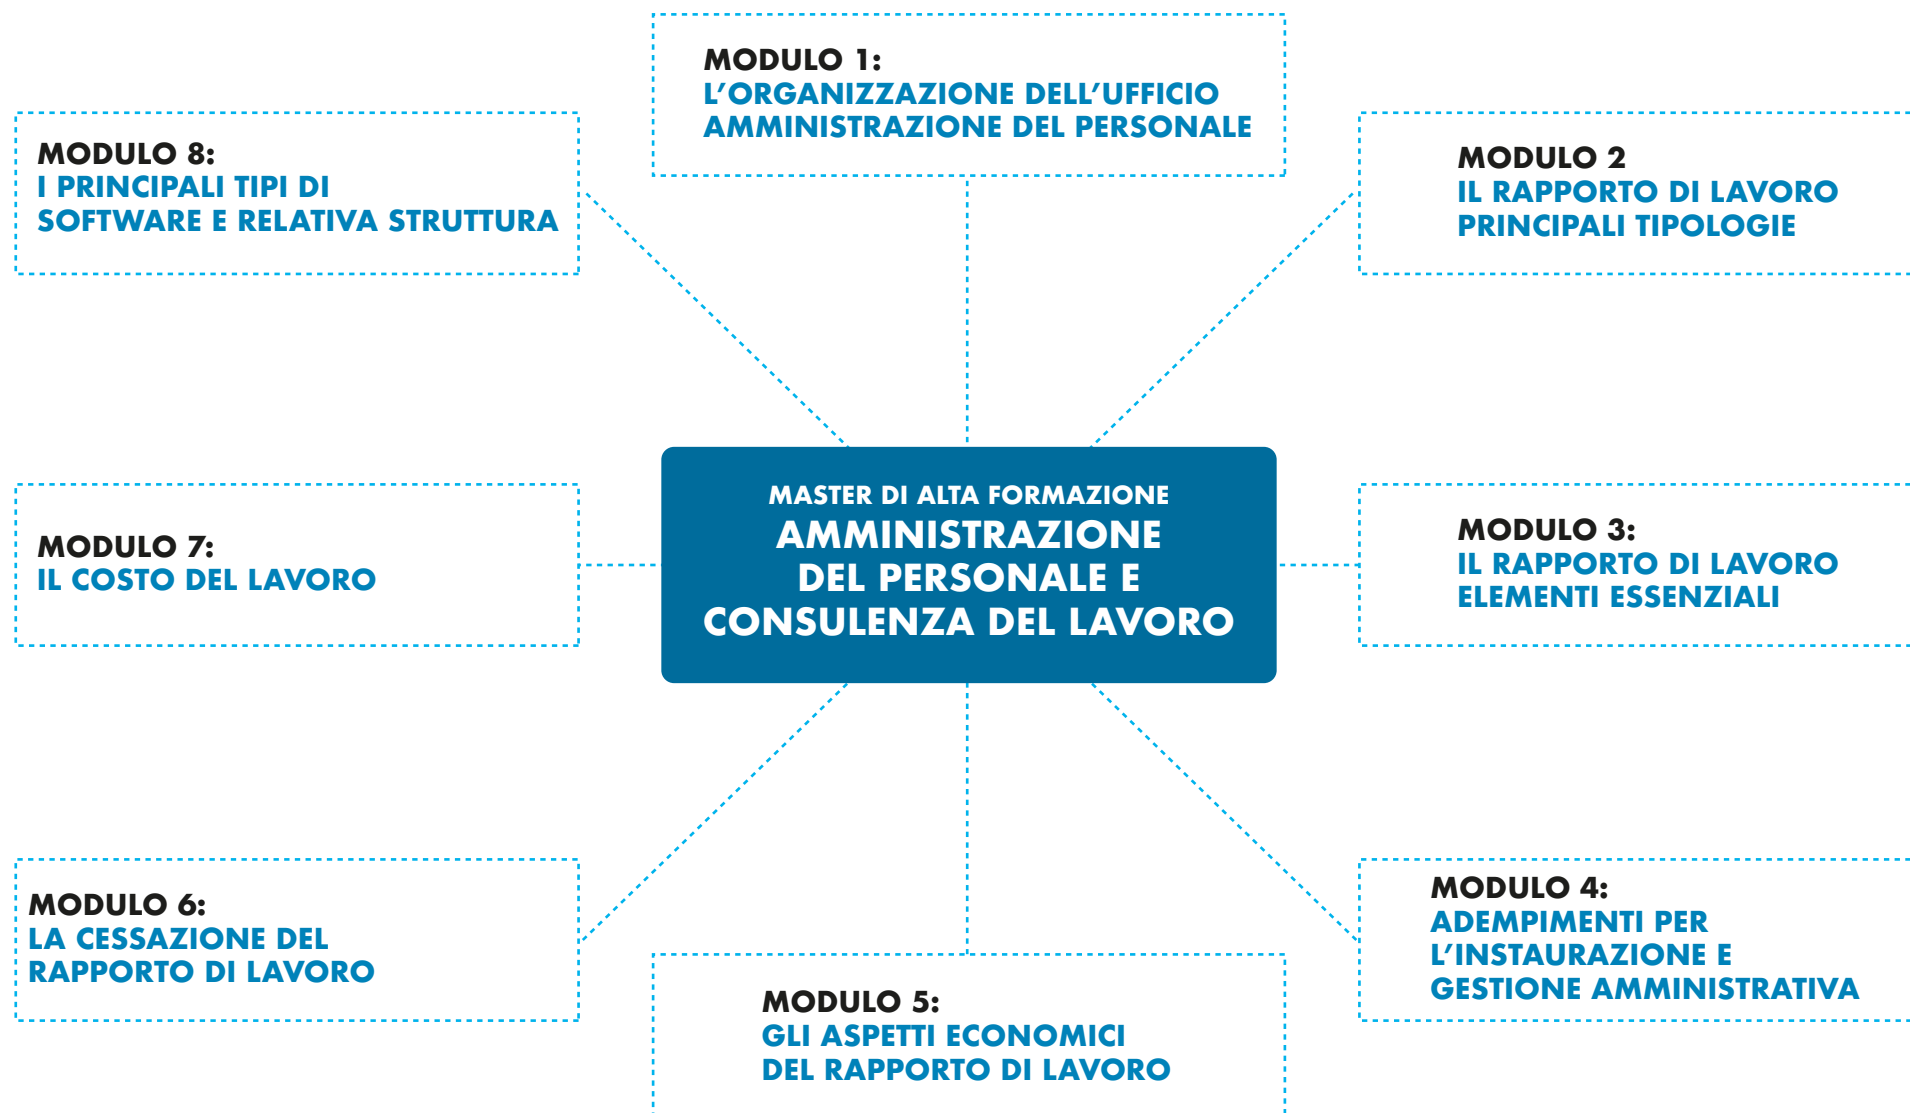 MODULO 1:
L’ORGANIZZAZIONE DELL’UFFICIO
AMMINISTRAZIONE DEL PERSONALE
MODULO 8:
I PRINCIPALI TIPI DI
SOFTWARE E RELATIVA STRUTTURA
MODULO 2
IL RAPPORTO DI LAVORO
PRINCIPALI TIPOLOGIE
MASTER DI ALTA FORMAZIONE
AMMINISTRAZIONE
DEL PERSONALE E
CONSULENZA DEL LAVORO
MODULO 7:
IL COSTO DEL LAVORO
MODULO 3:
IL RAPPORTO DI LAVORO
ELEMENTI ESSENZIALI
MODULO 6:
LA CESSAZIONE DEL
RAPPORTO DI LAVORO
MODULO 4:
ADEMPIMENTI PER
L’INSTAURAZIONE E
GESTIONE AMMINISTRATIVA
MODULO 5:
GLI ASPETTI ECONOMICI
DEL RAPPORTO DI LAVORO